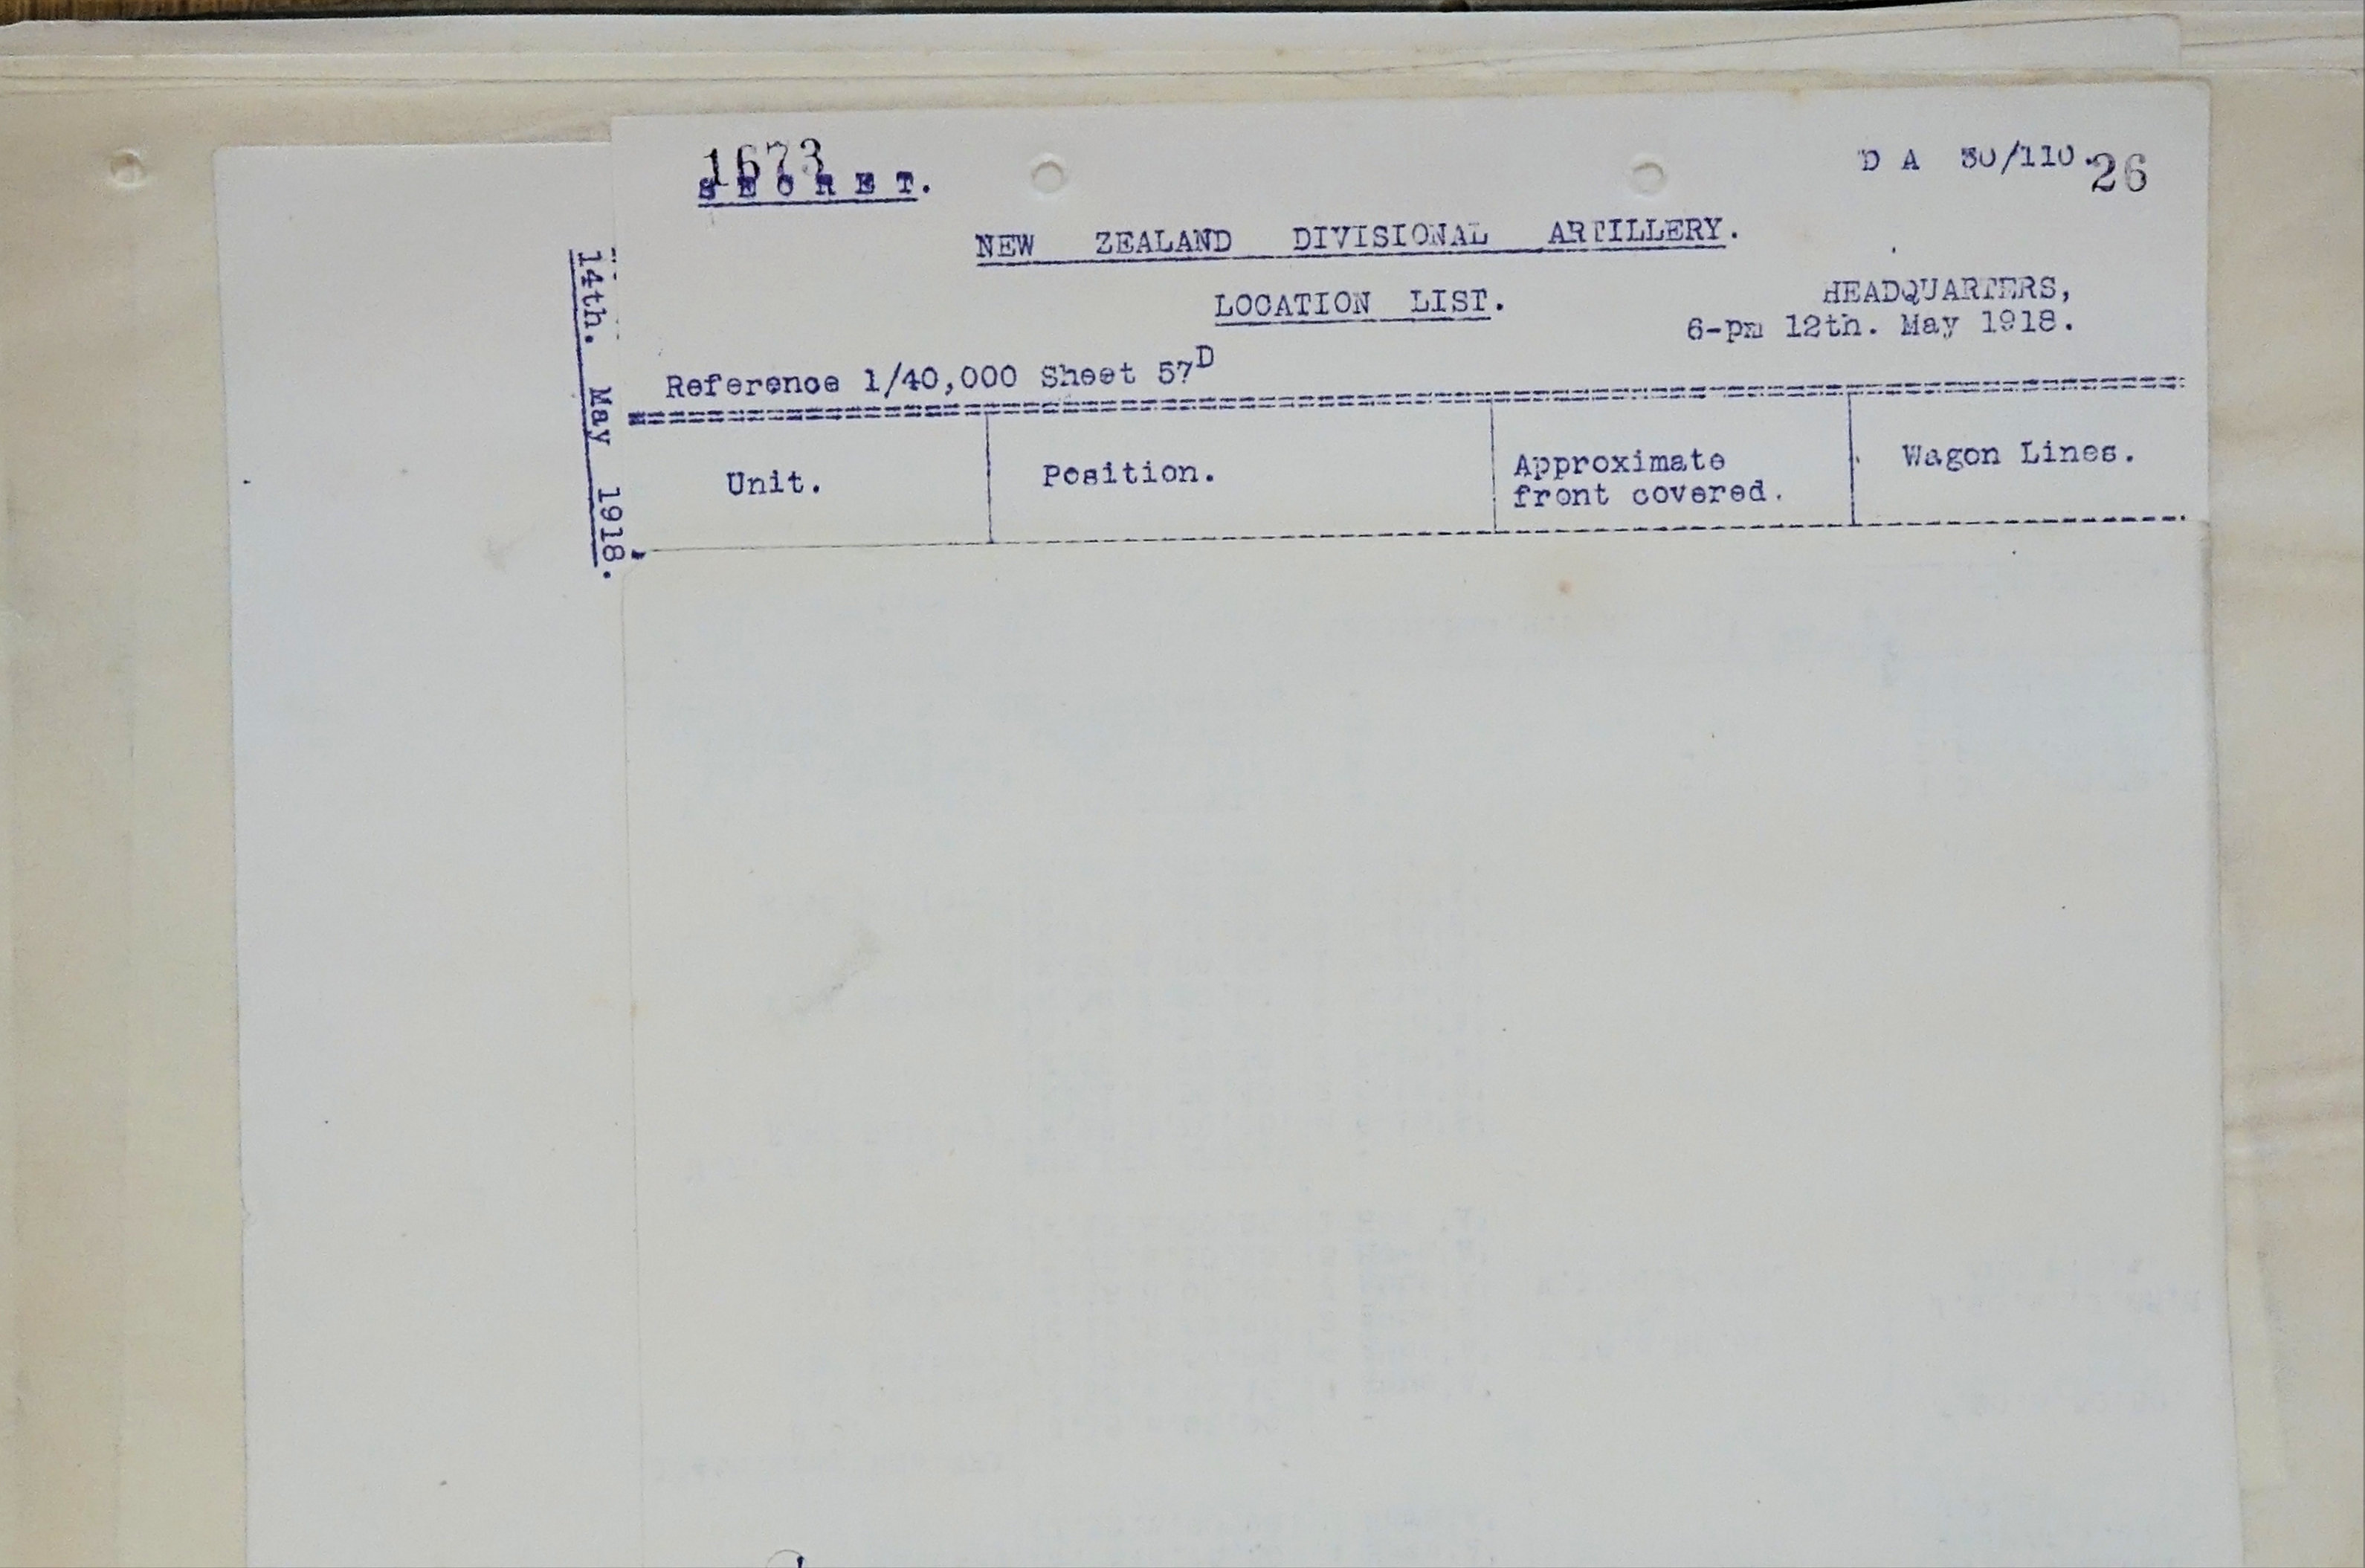 1673
SECRET.
D A 30/110.
26
NEW ZEALAND DIVISIONAL ARTILLERY.
LOCATION LIST.
HEADQUARTERS,
6-pm 12th. May 1918.
Reference 1/40,000 Sheet 57D
Unit.
Position.
Approximate
front covered.
Wagon Lines.
14th. May 1918.